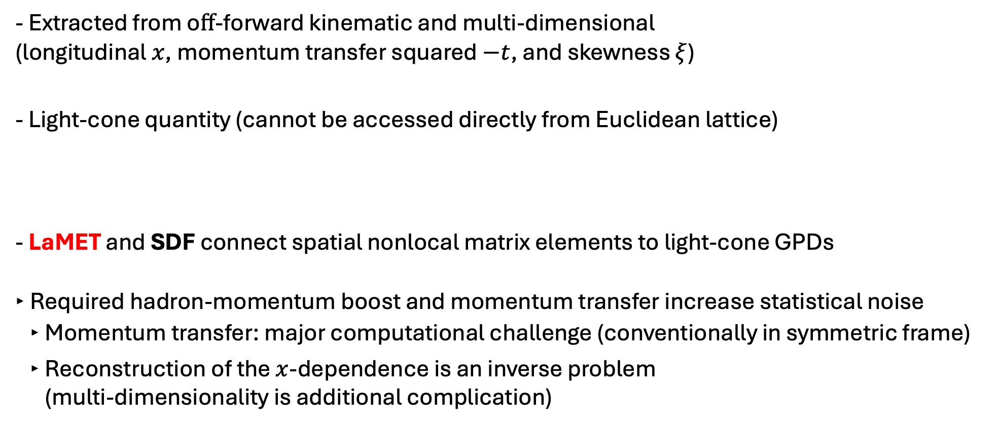 - Extracted from off-forward kinematic and multi-dimensional
(longitudinal x, momentum transfer squared −t, and skewness ξ)
- Light-cone quantity (cannot be accessed directly from Euclidean lattice)
- LaMET and SDF connect spatial nonlocal matrix elements to light-cone GPDs
‣ Required hadron-momentum boost and momentum transfer increase statistical noise
‣ Momentum transfer: major computational challenge (conventionally in symmetric frame)
‣ Reconstruction of the x-dependence is an inverse problem
(multi-dimensionality is additional complication)